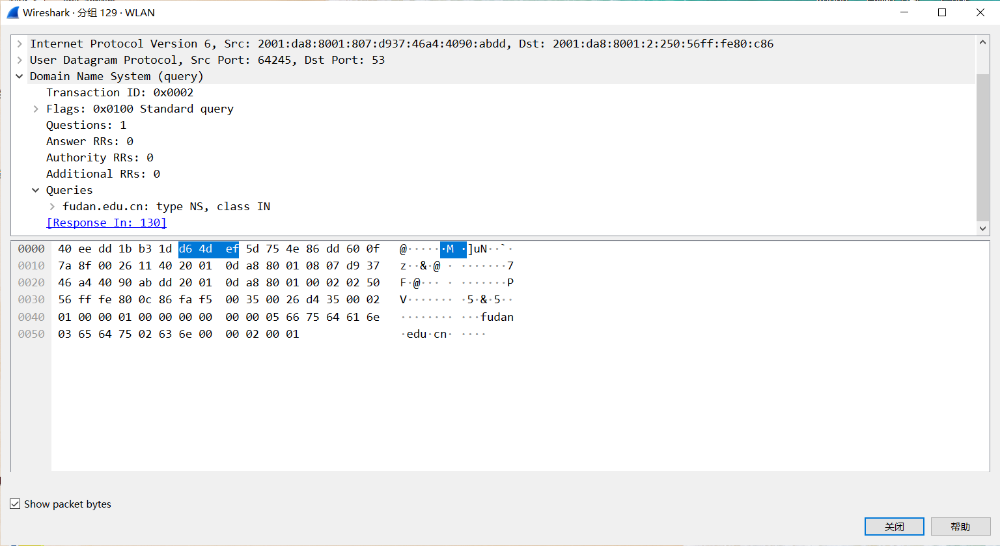 Wireshark · 分组 129 · WLAN
Internet Protocol Version 6, Src: 2001:da8:8001:807:d937:46a4:4090:abdd, Dst: 2001:da8:8001:2:250:56ff:fe80:c86
User Datagram Protocol, Src Port: 64245, Dst Port: 53
Domain Name System (query)
Transaction ID: 0x0002
Flags: 0x0100 Standard query
Questions: 1
Answer RRs: 0
Authority RRs: 0
Additional RRs: 0
Queries
fudan.edu.cn: type NS, class IN
[Response In: 130]
0000 40 ee dd 1b b3 1d d6 4d ef 5d 75 4e 86 dd 60 0f @······M ·]uN··`·
0010 7a 8f 00 26 11 40 20 01 0d a8 80 01 08 07 d9 37 z··&·@ · ·······7
0020 46 a4 40 90 ab dd 20 01 0d a8 80 01 00 02 02 50 F·@··· · ·······P
0030 56 ff fe 80 0c 86 fa f5 00 35 00 26 d4 35 00 02 V······· ·5·&·5··
0040 01 00 00 01 00 00 00 00 00 00 05 66 75 64 61 6e ········ ···fudan
0050 03 65 64 75 02 63 6e 00 00 02 00 01 ·edu·cn· ····
Show packet bytes
关闭 帮助